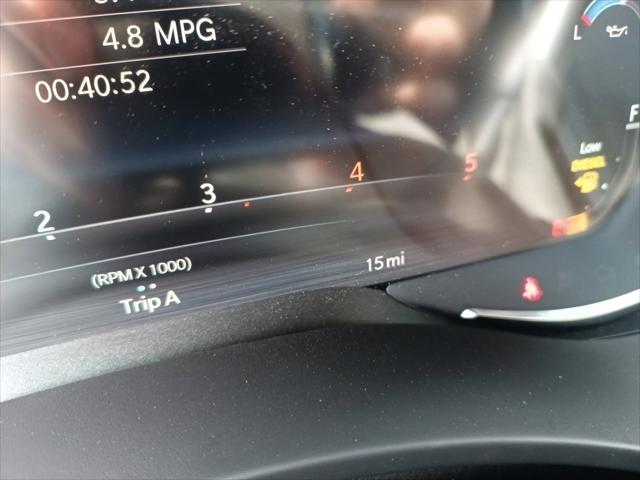 4.8 MPG
00:40:52
L
F
Low
DIESEL
2 3 4 5
(RPM X 1000)
15 mi
Trip A